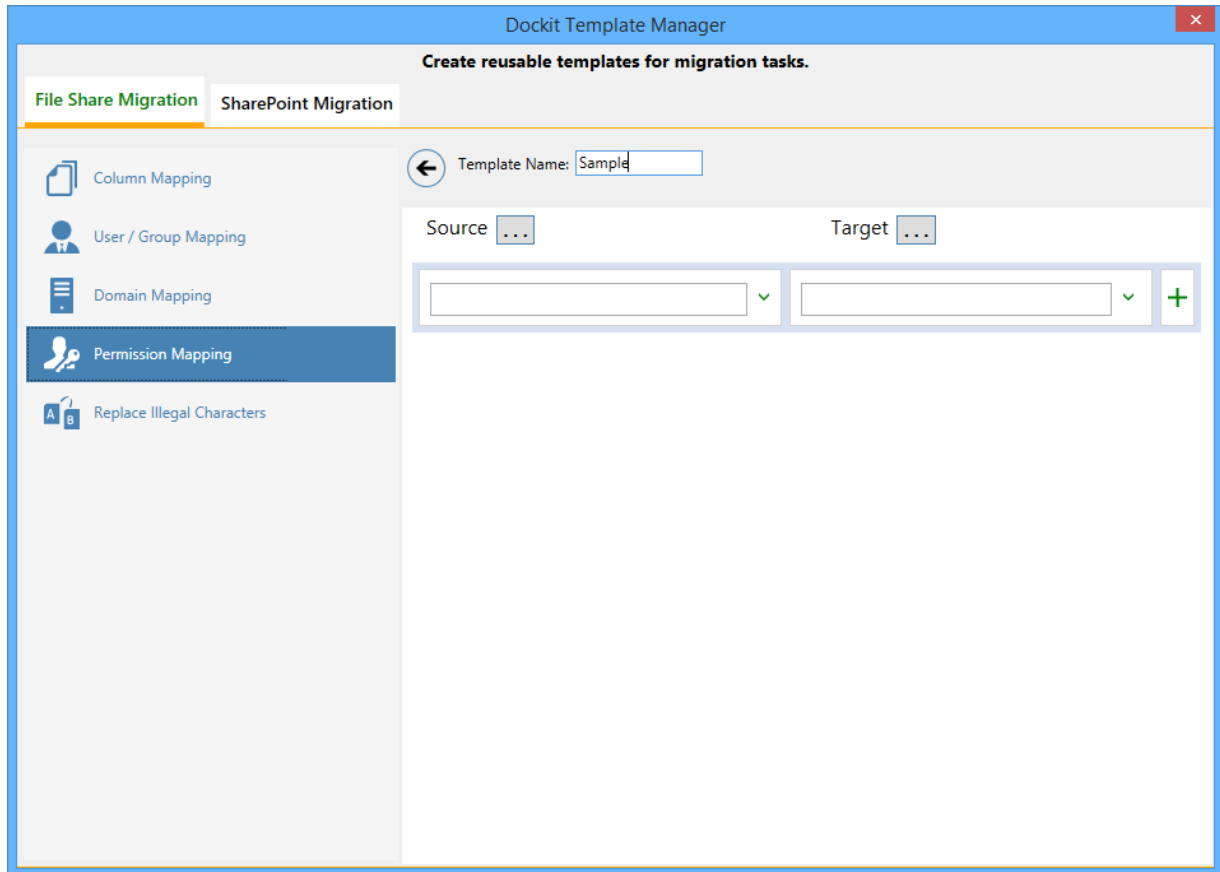 Dockit Template Manager
Create reusable templates for migration tasks.
File Share Migration
SharePoint Migration
Column Mapping
User / Group Mapping
Domain Mapping
Permission Mapping
A B
Replace Illegal Characters
Template Name: Sample
Source ...
Target ...